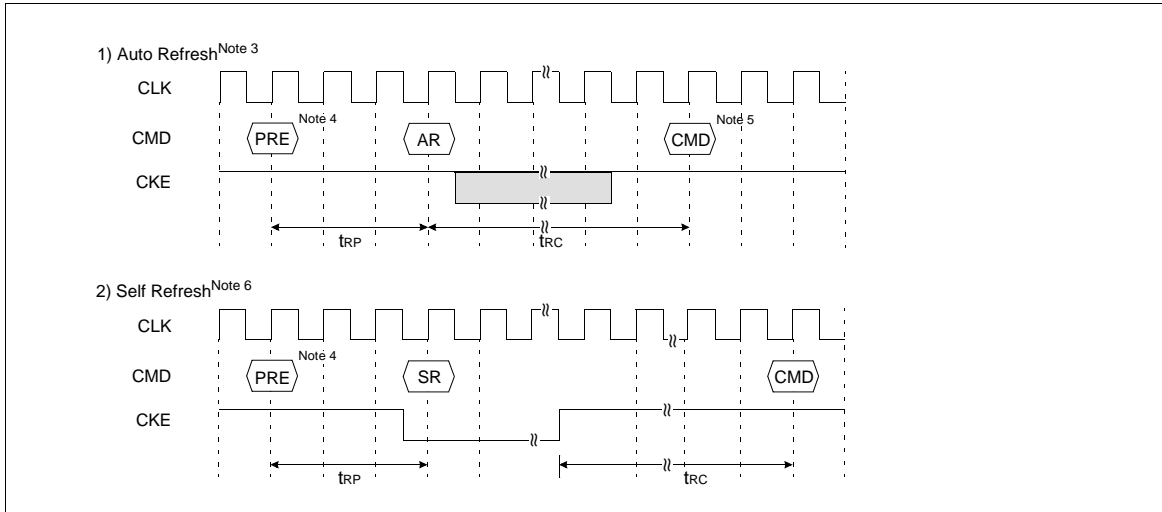 1) Auto Refresh Note 3
CLK
CMD PRE Note 4 AR CMD Note 5
CKE
tRP tRC
2) Self Refresh Note 6
CLK
CMD PRE Note 4 SR CMD
CKE
tRP tRC